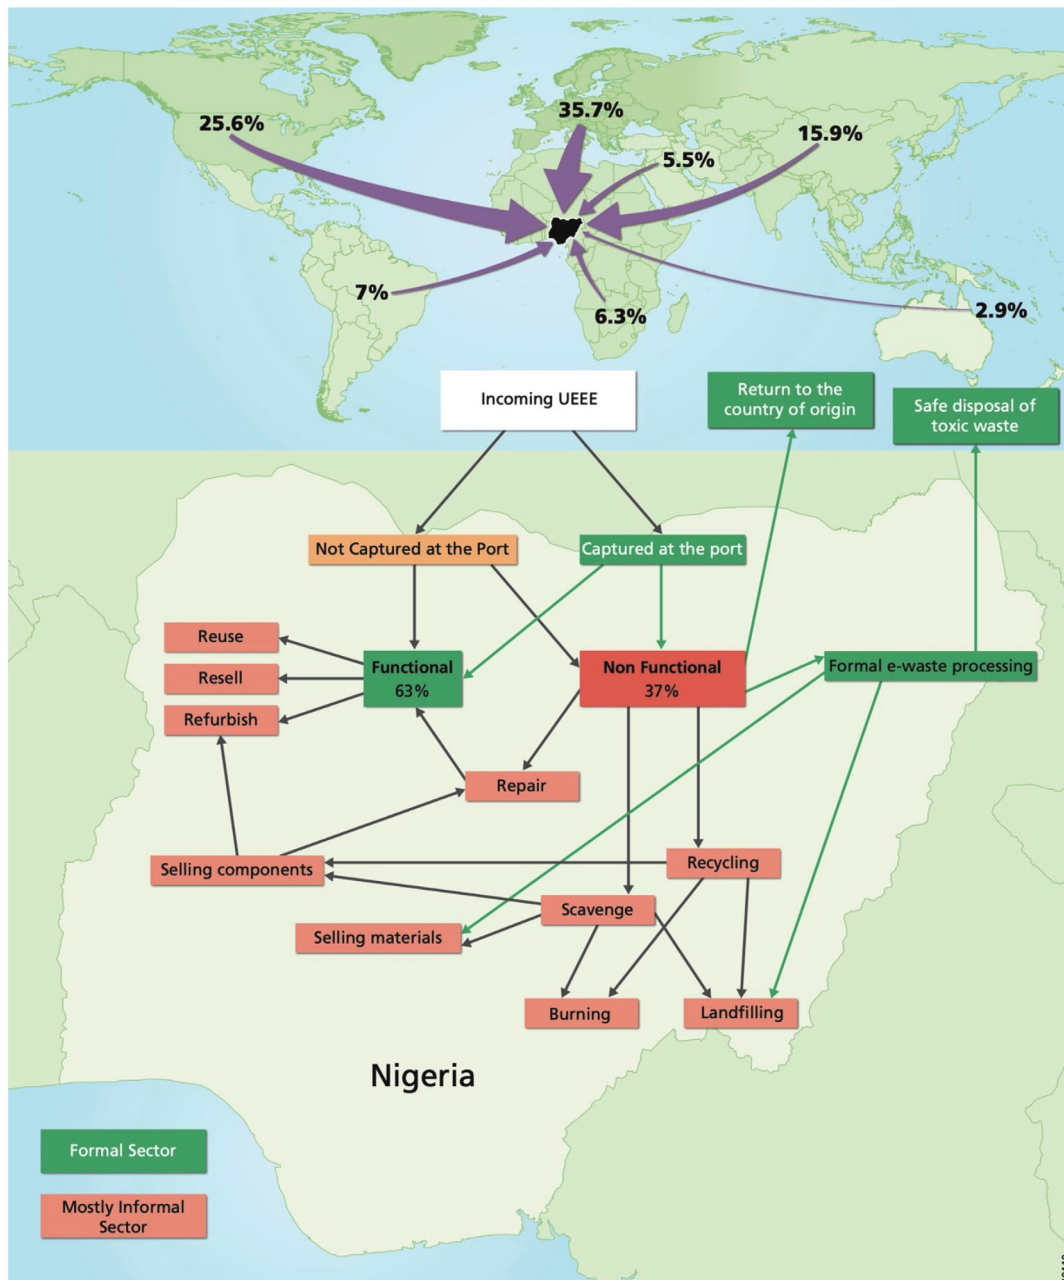 25.6%
35.7%
15.9%
5.5%
7%
6.3%
2.9%
Incoming UEEE
Return to the
country of origin
Safe disposal of
toxic waste
Not Captured at the Port
Captured at the port
Reuse
Resell
Refurbish
Functional
63%
Non Functional
37%
Formal e-waste processing
Repair
Selling components
Recycling
Scavenge
Selling materials
Burning
Landfilling
Nigeria
Formal Sector
Mostly Informal
Sector